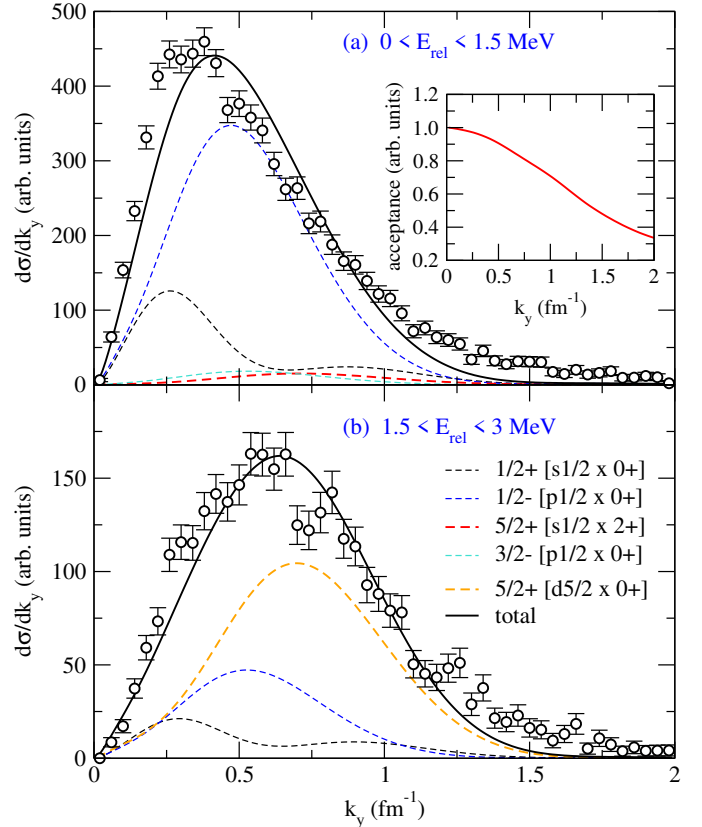 (a) 0 < E_rel < 1.5 MeV
500
400
300
200
100
0
dσ/dk_y (arb. units)
1.2
1.0
0.8
0.6
0.4
0.2
acceptance (arb. units)
0 0.5 1 1.5 2
k_y (fm⁻¹)
(b) 1.5 < E_rel < 3 MeV
150
100
50
0
dσ/dk_y (arb. units)
1/2+ [s1/2 x 0+]
1/2- [p1/2 x 0+]
5/2+ [s1/2 x 2+]
3/2- [p1/2 x 0+]
5/2+ [d5/2 x 0+]
total
0 0.5 1 1.5 2
k_y [fm⁻¹]